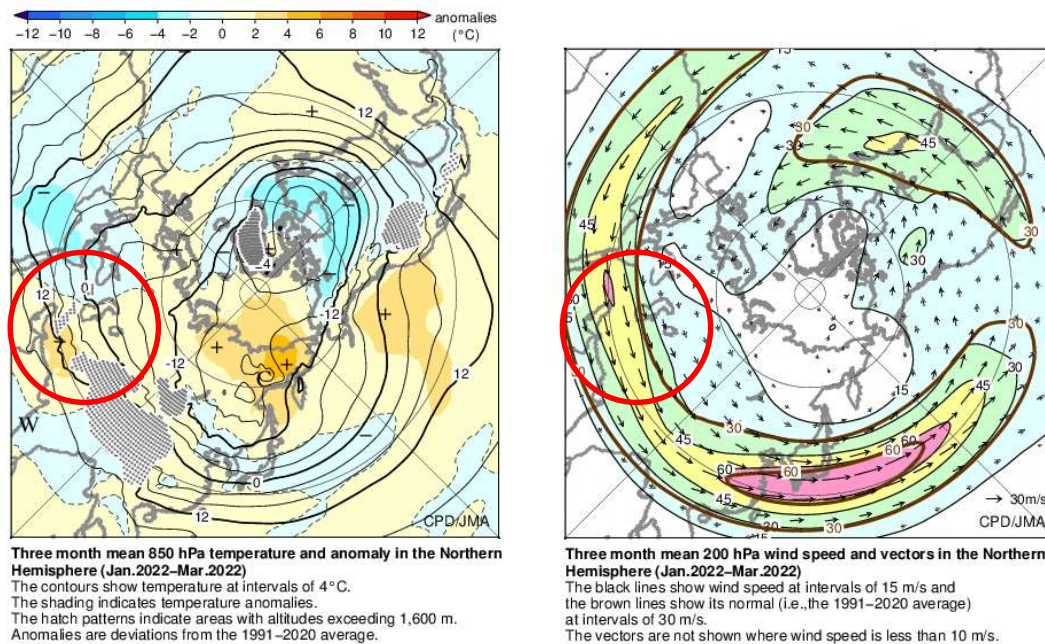 anomalies
−12 −10 −8 −6 −4 −2 0 2 4 6 8 10 12 (°C)
12
12
W
−4
12
0
-12
-12
12
W
0
12
CPD/JMA
Three month mean 850 hPa temperature and anomaly in the Northern
Hemisphere (Jan.2022–Mar.2022)
The contours show temperature at intervals of 4°C.
The shading indicates temperature anomalies.
The hatch patterns indicate areas with altitudes exceeding 1,600 m.
Anomalies are deviations from the 1991−2020 average.
15
30
30
45
45
30
30
15
30
30
45
45
30
15
60
60
60
60
45
30
30
30m/s
CPD/JMA
Three month mean 200 hPa wind speed and vectors in the Northern
Hemisphere (Jan.2022–Mar.2022)
The black lines show wind speed at intervals of 15 m/s and
the brown lines show its normal (i.e.,the 1991−2020 average)
at intervals of 30 m/s.
The vectors are not shown where wind speed is less than 10 m/s.